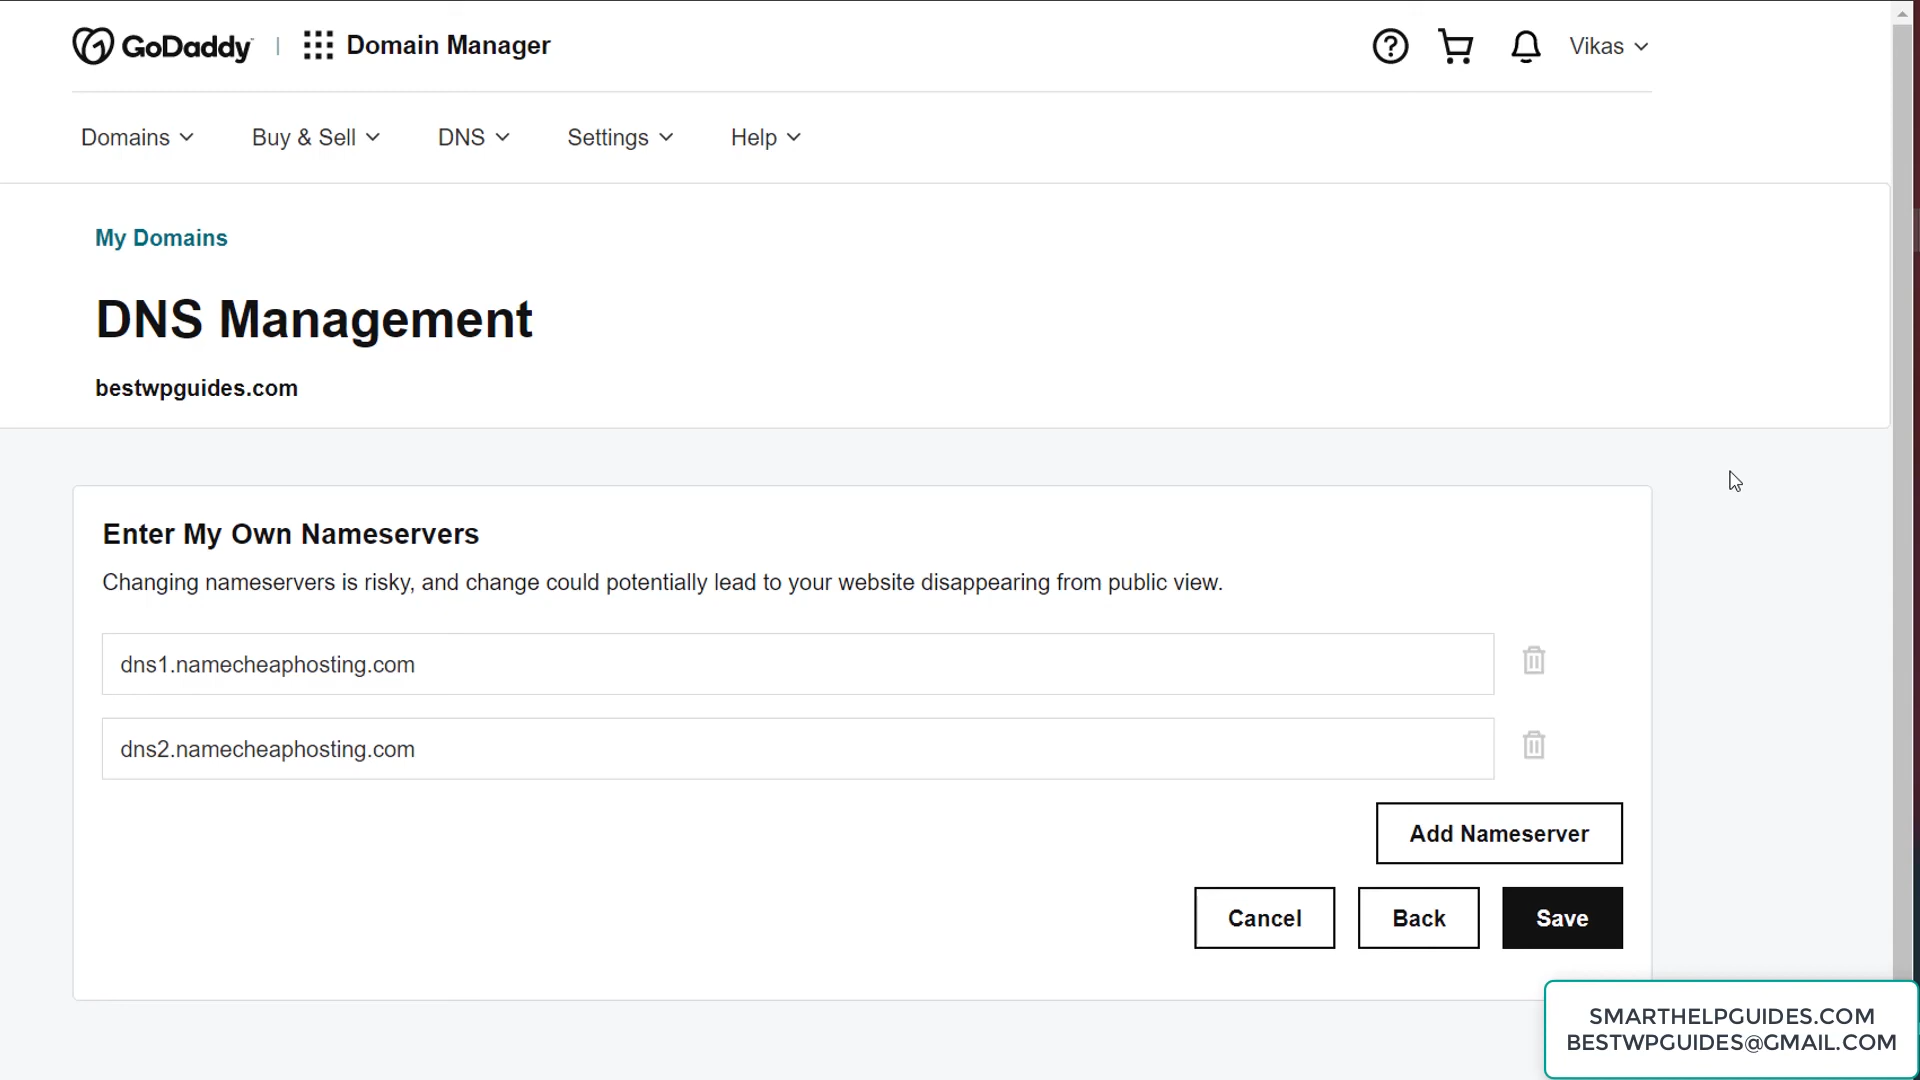 GoDaddy Domain Manager Vikas
Domains Buy & Sell DNS Settings Help
My Domains
DNS Management
bestwpguides.com
Enter My Own Nameservers
Changing nameservers is risky, and change could potentially lead to your website disappearing from public view.
dns1.namecheaphosting.com
dns2.namecheaphosting.com
Add Nameserver
Cancel Back Save
SMARTHELPGUIDES.COM
BESTWPGUIDES@GMAIL.COM